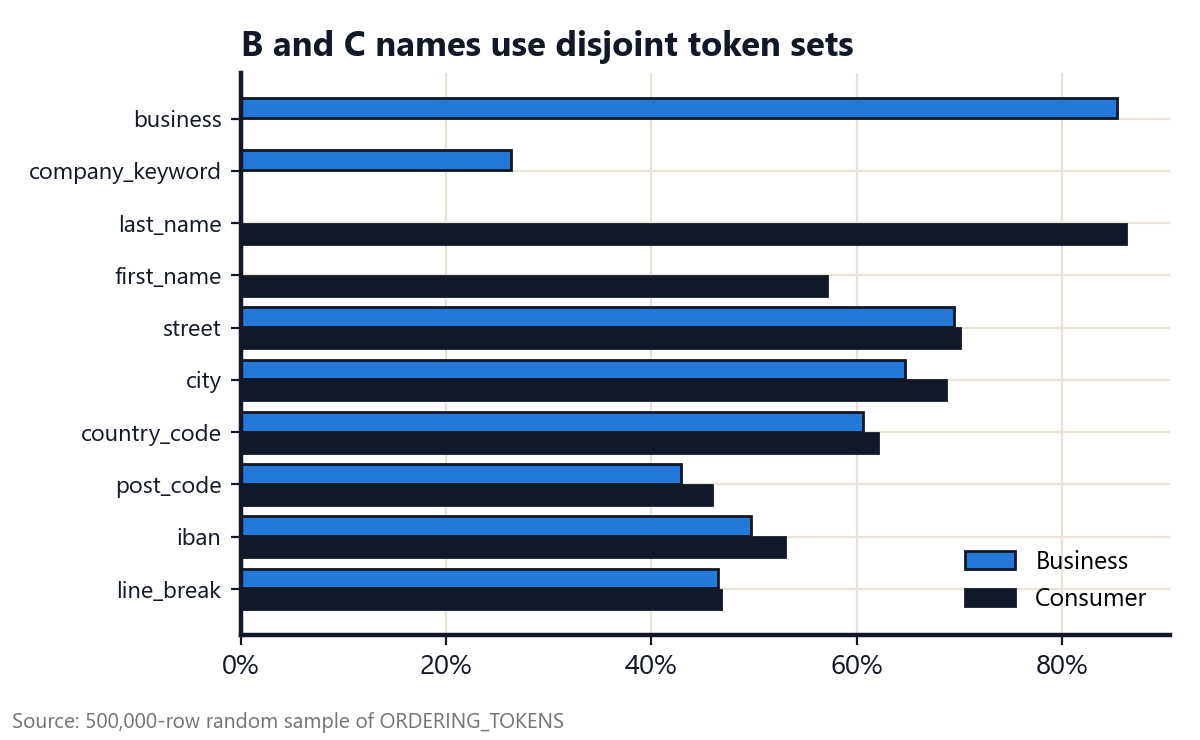 B and C names use disjoint token sets
business
company_keyword
last_name
first_name
street
city
country_code
post_code
iban
line_break
Business
Consumer
0% 20% 40% 60% 80%
Source: 500,000-row random sample of ORDERING_TOKENS